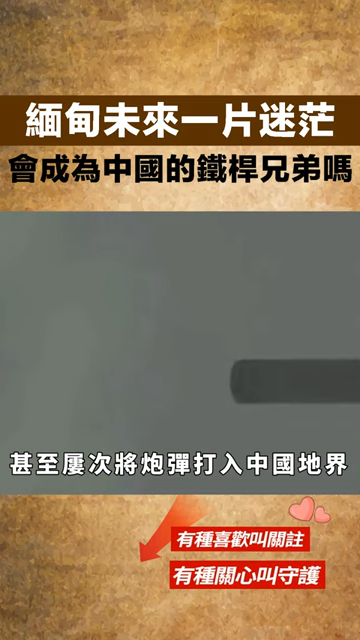 緬甸未來一片迷茫
會成為中國的鐵桿兄弟嗎
甚至屢次將炮彈打入中國地界
有種喜歡叫關註
有種關心叫守護